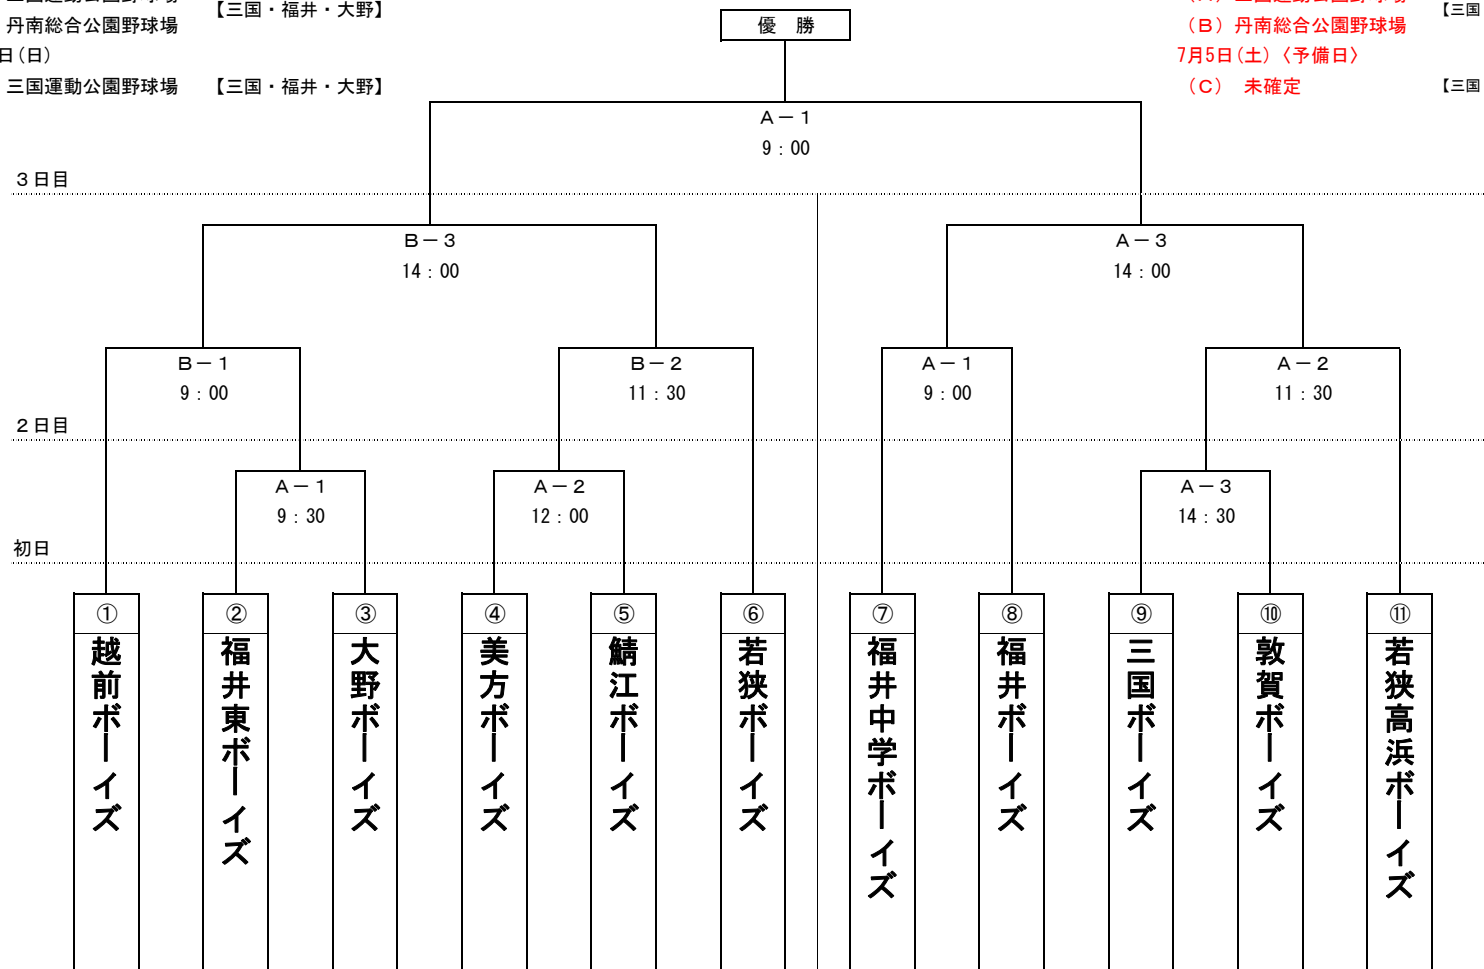 【三国・福井・大野】
丹南総合公園野球場
日(日)
三国運動公園野球場 【三国・福井・大野】
優 勝
【三国
（B）丹南総合公園野球場
7月5日(土)〈予備日〉
（C） 未確定 【三国
A－1
9：00
3日目
B－3
14：00
A－3
14：00
B－1
9：00
B－2
11：30
A－1
9：00
A－2
11：30
2日目
A－1
9：30
A－2
12：00
A－3
14：30
初日
① 越前ボーイズ
② 福井東ボーイズ
③ 大野ボーイズ
④ 美方ボーイズ
⑤ 鯖江ボーイズ
⑥ 若狭ボーイズ
⑦ 福井中学ボーイズ
⑧ 福井ボーイズ
⑨ 三国ボーイズ
⑩ 敦賀ボーイズ
⑪ 若狭高浜ボーイズ